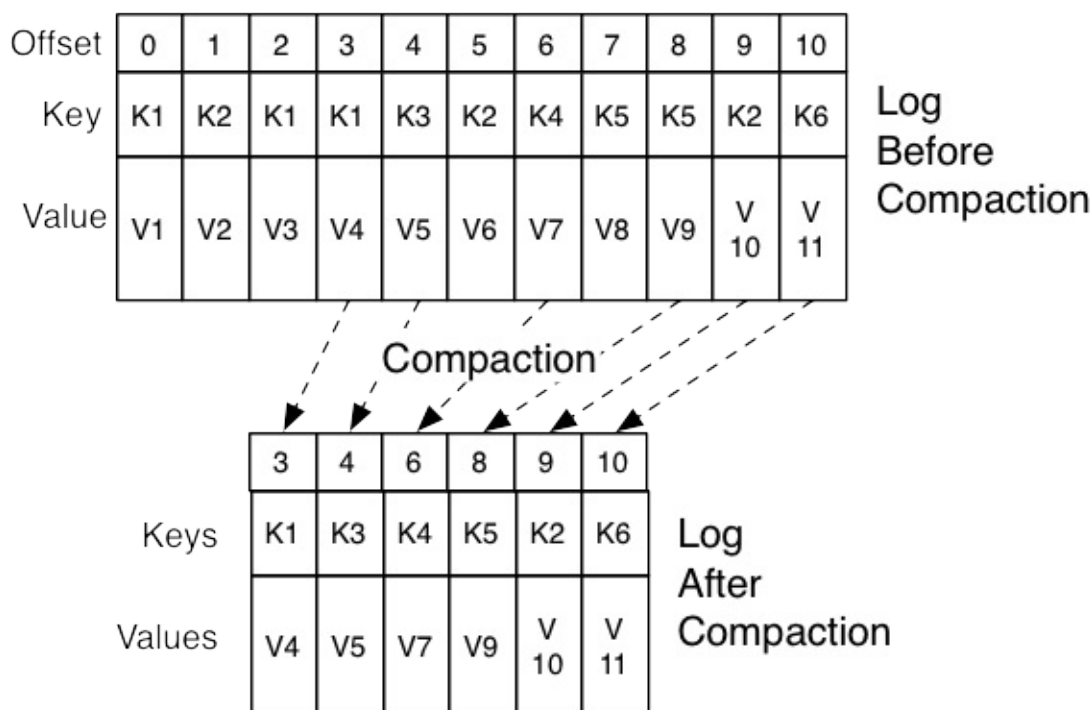 Offset 0 1 2 3 4 5 6 7 8 9 10
Key K1 K2 K1 K1 K3 K2 K4 K5 K5 K2 K6
Value V1 V2 V3 V4 V5 V6 V7 V8 V9 V 10 V 11
Log
Before
Compaction
Compaction
3 4 6 8 9 10
Keys K1 K3 K4 K5 K2 K6
Values V4 V5 V7 V9 V 10 V 11
Log
After
Compaction